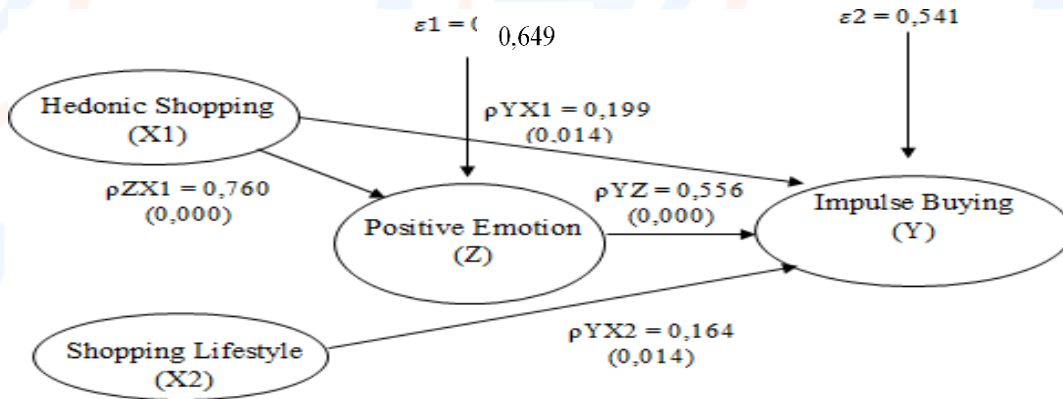 ε1 = ( 0,649
ε2 = 0,541
Hedonic Shopping
(X1)
ρYX1 = 0,199
(0,014)
ρZX1 = 0,760
(0,000)
ρYZ = 0,556
(0,000)
Positive Emotion
(Z)
Impulse Buying
(Y)
Shopping Lifestyle
(X2)
ρYX2 = 0,164
(0,014)